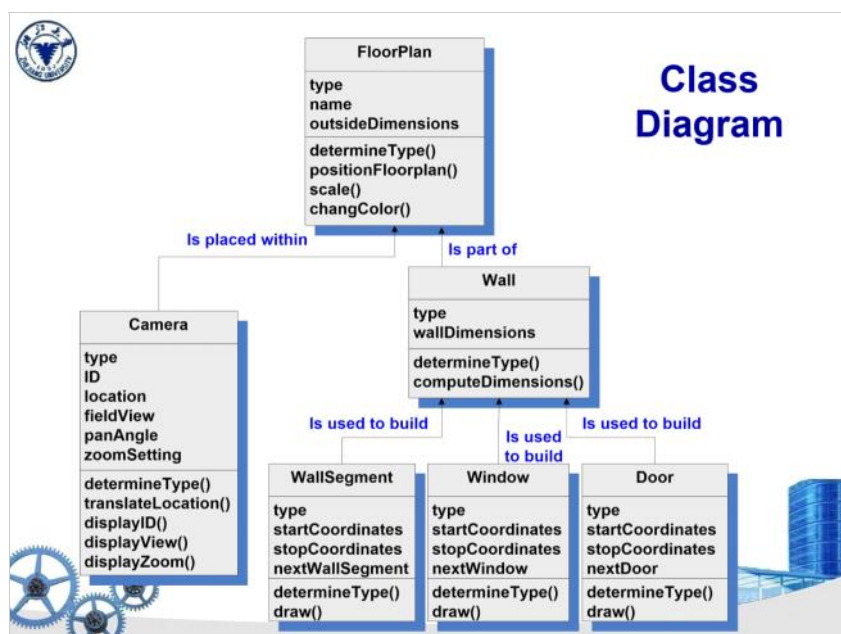 Class
Diagram
FloorPlan
type
name
outsideDimensions
determineType()
positionFloorplan()
scale()
changColor()
Is placed within
Is part of
Camera
type
ID
location
fieldView
panAngle
zoomSetting
determineType()
translateLocation()
displayID()
displayView()
displayZoom()
Wall
type
wallDimensions
determineType()
computeDimensions()
Is used to build
Is used
to build
Is used to build
WallSegment
type
startCoordinates
stopCoordinates
nextWallSegment
determineType()
draw()
Window
type
startCoordinates
stopCoordinates
nextWindow
determineType()
draw()
Door
type
startCoordinates
stopCoordinates
nextDoor
determineType()
draw()